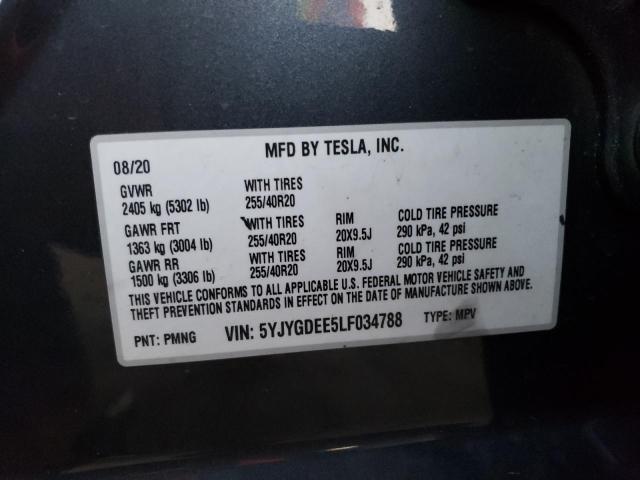 MFD BY TESLA, INC.
08/20
GVWR WITH TIRES
2405 kg (5302 lb) 255/40R20
GAWR FRT WITH TIRES RIM COLD TIRE PRESSURE
1363 kg (3004 lb) 255/40R20 20X9.5J 290 kPa, 42 psi
GAWR RR WITH TIRES RIM COLD TIRE PRESSURE
1500 kg (3306 lb) 255/40R20 20X9.5J 290 kPa, 42 psi
THIS VEHICLE CONFORMS TO ALL APPLICABLE U.S. FEDERAL MOTOR VEHICLE SAFETY AND
THEFT PREVENTION STANDARDS IN EFFECT ON THE DATE OF MANUFACTURE SHOWN ABOVE.
PNT: PMNG VIN: 5YJYGDEE5LF034788 TYPE: MPV